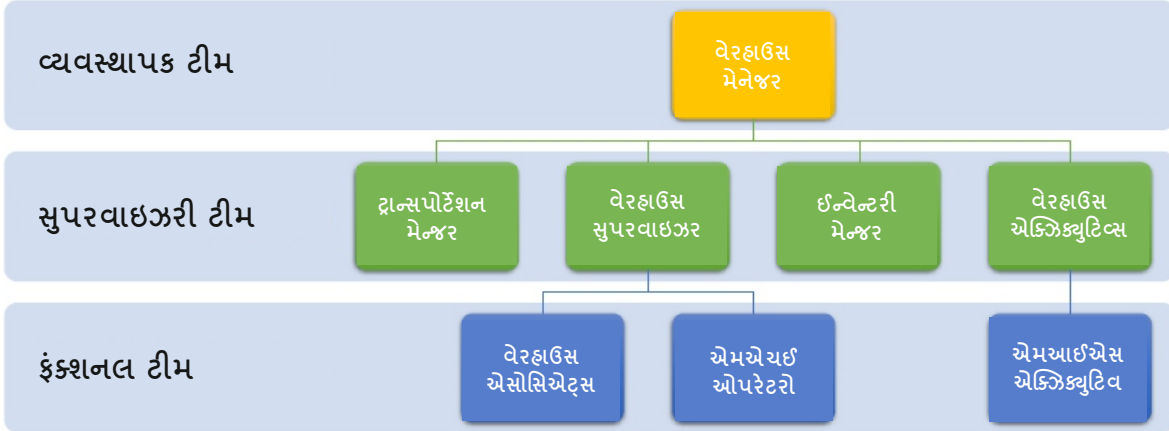 વ્યવસ્થાપક ટીમ
વેરહાઉસ
મેનેજર
સુપરવાઇઝરી ટીમ
ટ્રાન્સપોર્ટેશન
મેન્જર
વેરહાઉસ
સુપરવાઇઝર
ઈન્વેન્ટરી
મેન્જર
વેરહાઉસ
એક્ઝિક્યુટિવ્સ
ફંક્શનલ ટીમ
વેરહાઉસ
એસોસિએટ્સ
એમએચઈ
ઓપરેટરો
એમઆઈએસ
એક્ઝિક્યુટિવ